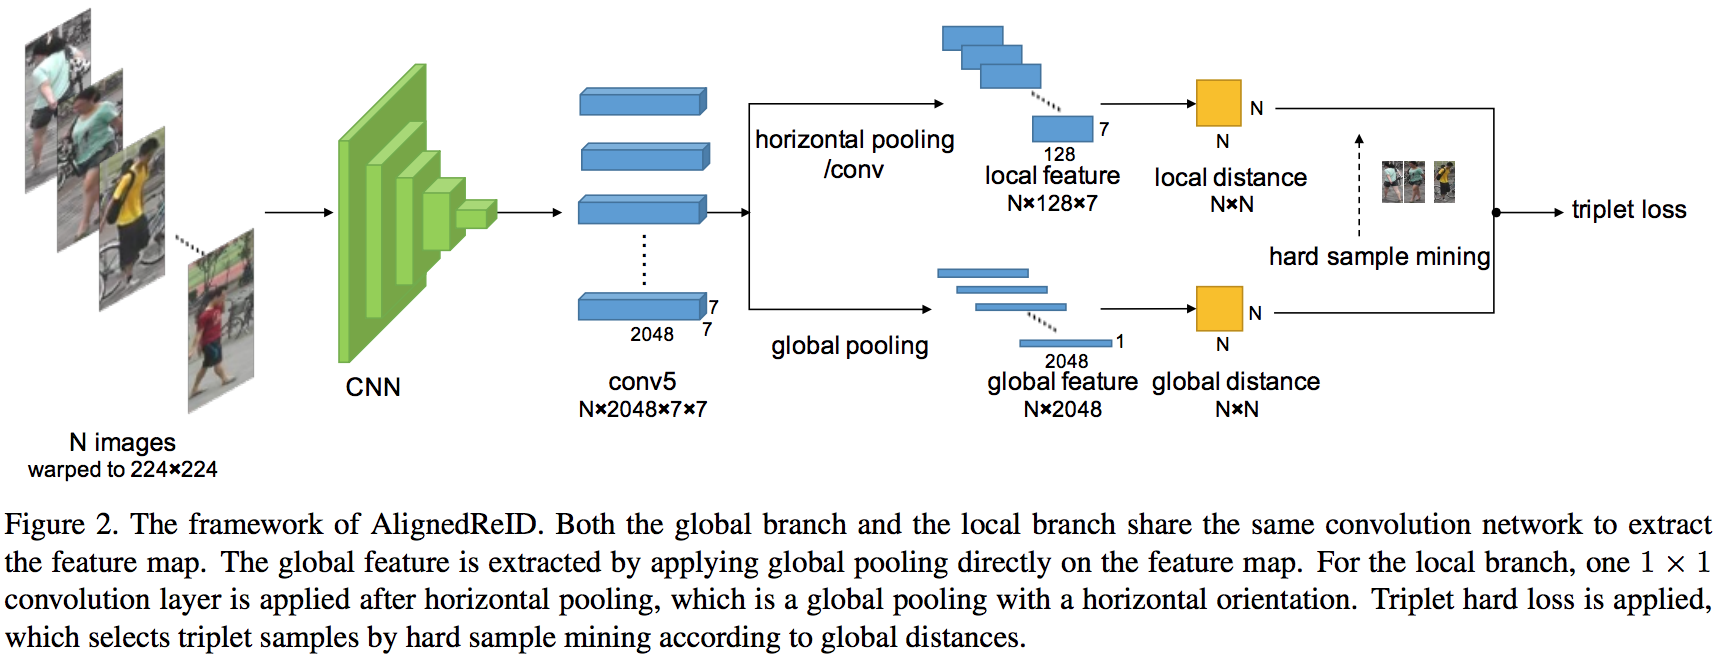 N images
warped to 224×224
CNN
2048
7
7
conv5
N×2048×7×7
horizontal pooling
/conv
7
128
local feature
N×128×7
N
N
local distance
N×N
global pooling
1
2048
global feature
N×2048
N
N
global distance
N×N
hard sample mining
triplet loss
Figure 2. The framework of AlignedReID. Both the global branch and the local branch share the same convolution network to extract
the feature map. The global feature is extracted by applying global pooling directly on the feature map. For the local branch, one 1 × 1
convolution layer is applied after horizontal pooling, which is a global pooling with a horizontal orientation. Triplet hard loss is applied,
which selects triplet samples by hard sample mining according to global distances.